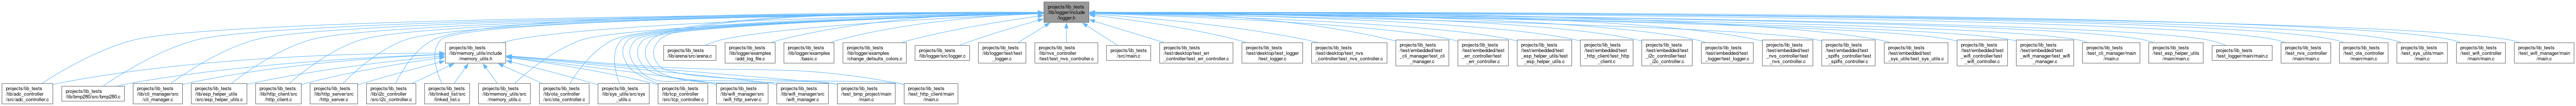 projects/lib_tests
/lib/logger/include
/logger.h
projects/lib_tests
/lib/memory_utils/include
/memory_utils.h
projects/lib_tests
/lib/arena/src/arena.c
projects/lib_tests
/lib/logger/examples
/add_log_file.c
projects/lib_tests
/lib/logger/examples
/basic.c
projects/lib_tests
/lib/logger/examples
/change_defaults_colors.c
projects/lib_tests
/lib/logger/src/logger.c
projects/lib_tests
/lib/logger/test/test
_logger.c
projects/lib_tests
/lib/nvs_controller
/test/test_nvs_controller.c
projects/lib_tests
/src/main.c
projects/lib_tests
/test/desktop/test_err
_controller/test_err_controller.c
projects/lib_tests
/test/desktop/test_logger
/test_logger.c
projects/lib_tests
/test/desktop/test_nvs
_controller/test_nvs_controller.c
projects/lib_tests
/test/embedded/test
_cli_manager/test_cli
_manager.c
projects/lib_tests
/test/embedded/test
_err_controller/test
_err_controller.c
projects/lib_tests
/test/embedded/test
_esp_helper_utils/test
_esp_helper_utils.c
projects/lib_tests
/test/embedded/test
_http_client/test_http
_client.c
projects/lib_tests
/test/embedded/test
_i2c_controller/test
_i2c_controller.c
projects/lib_tests
/test/embedded/test
_logger/test_logger.c
projects/lib_tests
/test/embedded/test
_nvs_controller/test
_nvs_controller.c
projects/lib_tests
/test/embedded/test
_spiffs_controller/test
_spiffs_controller.c
projects/lib_tests
/test/embedded/test
_sys_utils/test_sys_utils.c
projects/lib_tests
/test/embedded/test
_wifi_controller/test
_wifi_controller.c
projects/lib_tests
/test/embedded/test
_wifi_manager/test_wifi
_manager.c
projects/lib_tests
/test_cli_manager/main
/main.c
projects/lib_tests
/test_esp_helper_utils
/main/main.c
projects/lib_tests
/test_logger/main/main.c
projects/lib_tests
/test_nvs_controller
/main/main.c
projects/lib_tests
/test_ota_controller
/main/main.c
projects/lib_tests
/test_sys_utils/main
/main.c
projects/lib_tests
/test_wifi_controller
/main/main.c
projects/lib_tests
/test_wifi_manager/main
/main.c
projects/lib_tests
/lib/adc_controller
/src/adc_controller.c
projects/lib_tests
/lib/bmp280/src/bmp280.c
projects/lib_tests
/lib/cli_manager/src
/cli_manager.c
projects/lib_tests
/lib/esp_helper_utils
/src/esp_helper_utils.c
projects/lib_tests
/lib/http_client/src
/http_client.c
projects/lib_tests
/lib/http_server/src
/http_server.c
projects/lib_tests
/lib/i2c_controller
/src/i2c_controller.c
projects/lib_tests
/lib/linked_list/src
/linked_list.c
projects/lib_tests
/lib/memory_utils/src
/memory_utils.c
projects/lib_tests
/lib/ota_controller
/src/ota_controller.c
projects/lib_tests
/lib/sys_utils/src/sys
_utils.c
projects/lib_tests
/lib/tcp_controller
/src/tcp_controller.c
projects/lib_tests
/lib/wifi_manager/src
/wifi_http_server.c
projects/lib_tests
/lib/wifi_manager/src
/wifi_manager.c
projects/lib_tests
/test_bmp_project/main
/main.c
projects/lib_tests
/test_http_client/main
/main.c